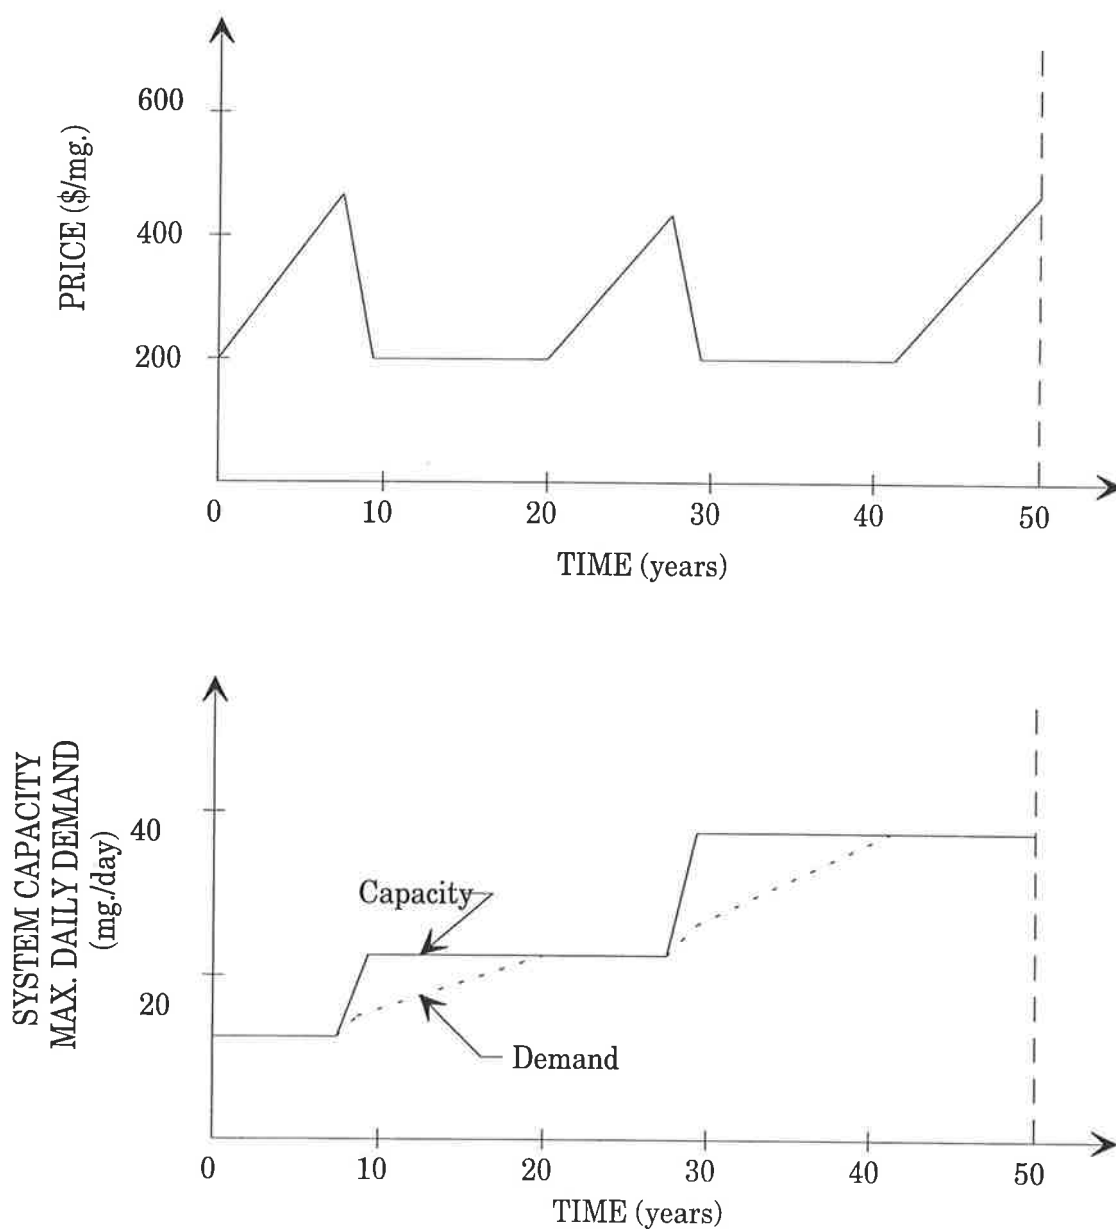 600
400
200
PRICE ($/mg.)
0 10 20 30 40 50
TIME (years)
SYSTEM CAPACITY
MAX. DAILY DEMAND
(mg./day)
40
20
Capacity
Demand
0 10 20 30 40 50
TIME (years)